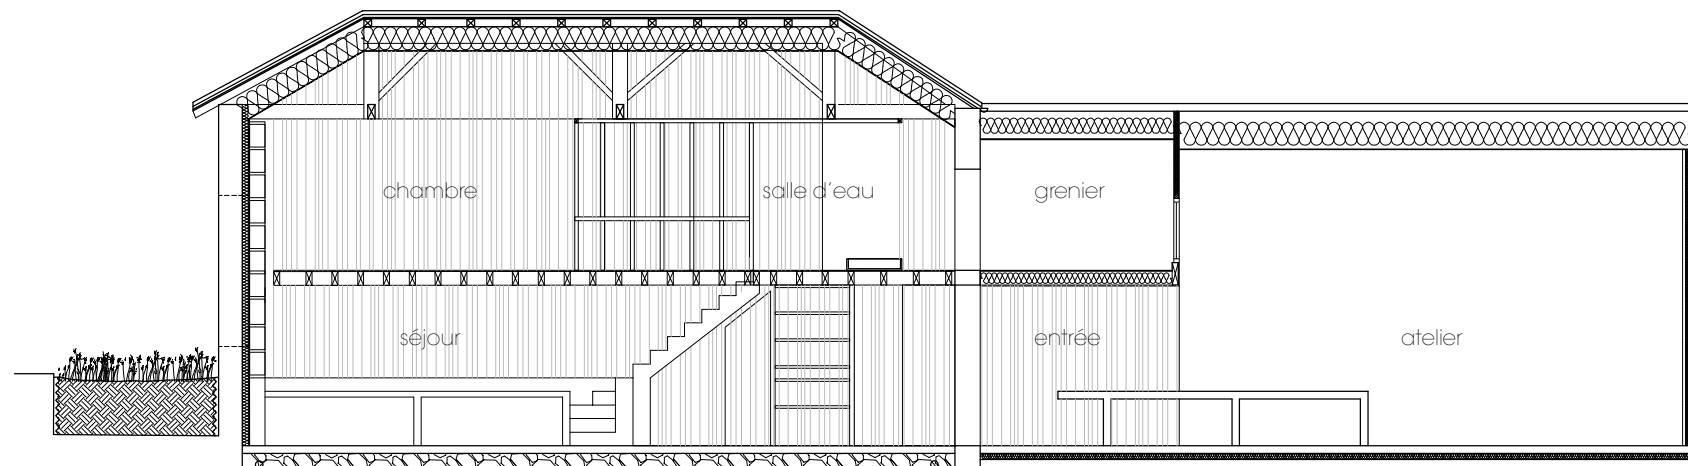 chambre
salle d'eau
grenier
séjour
entrée
atelier